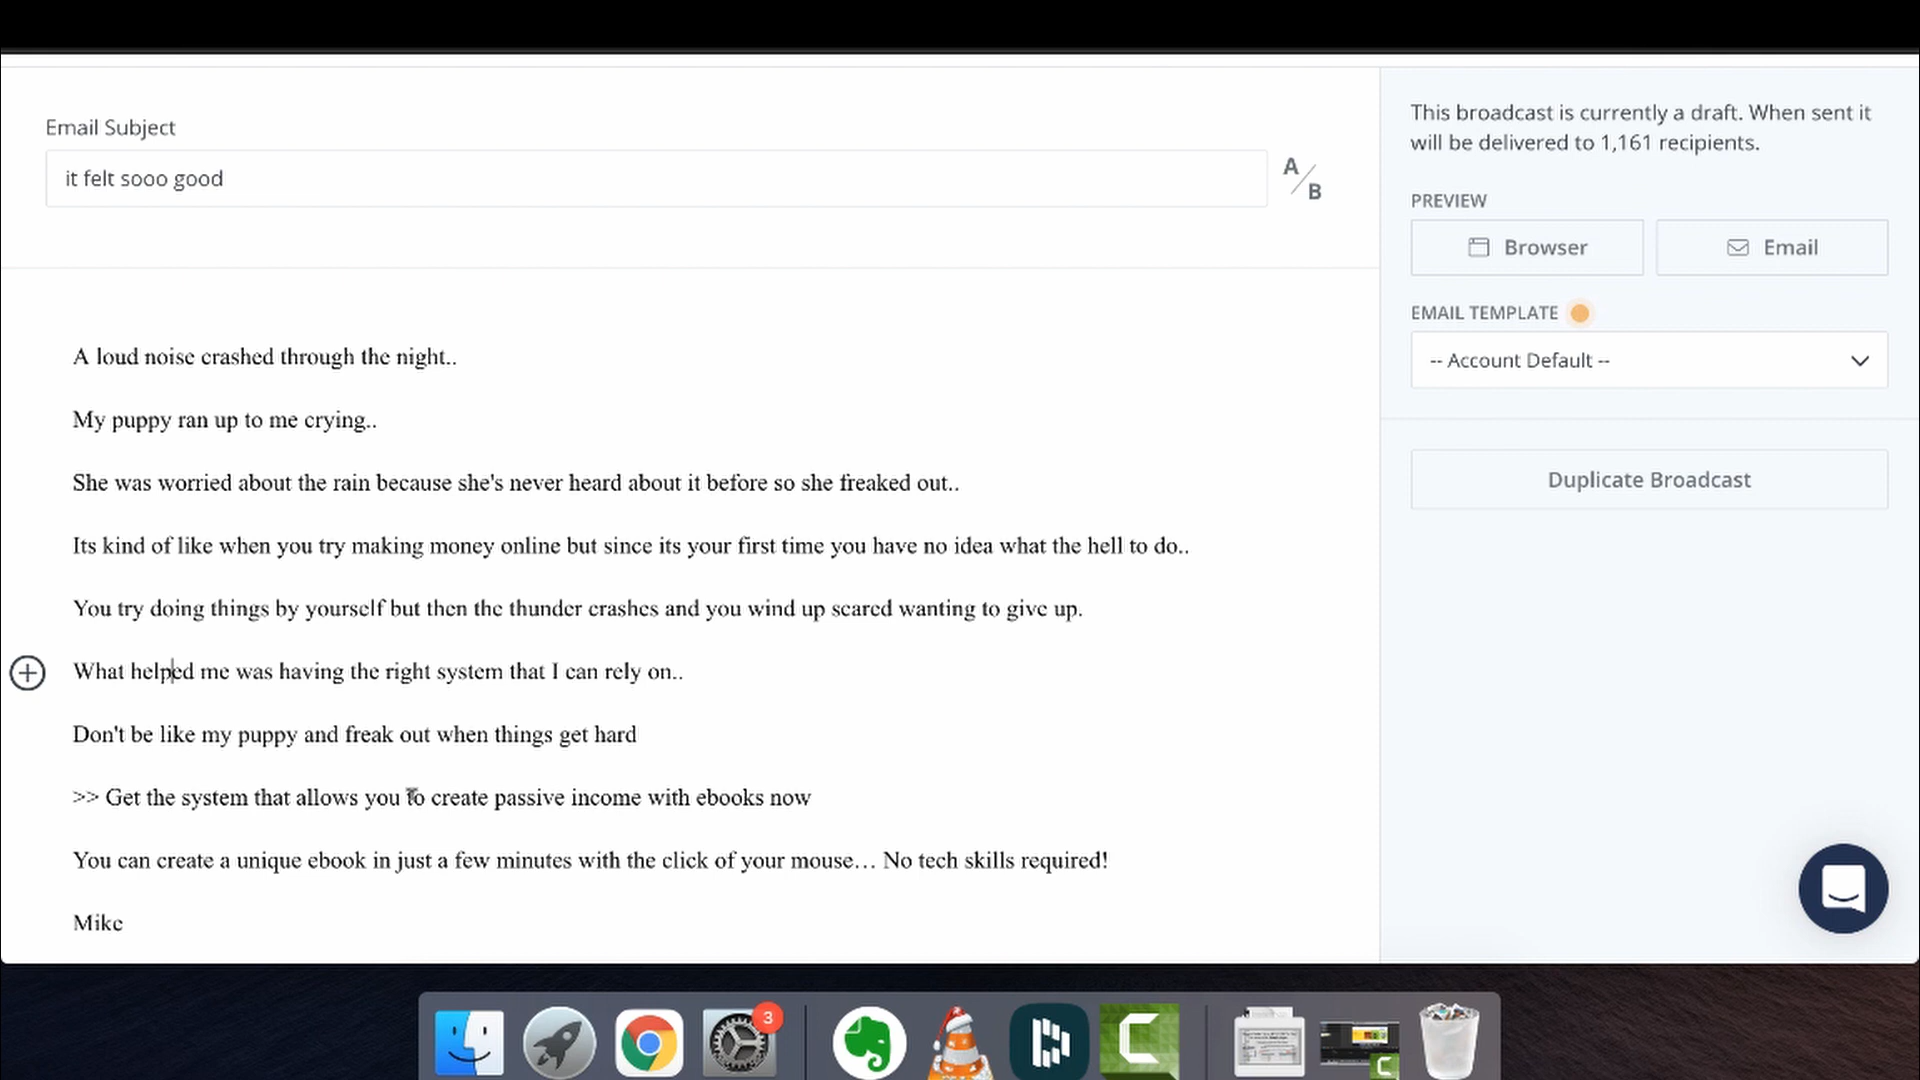 Email Subject
it felt sooo good
A/B
A loud noise crashed through the night..
My puppy ran up to me crying..
She was worried about the rain because she's never heard about it before so she freaked out..
Its kind of like when you try making money online but since its your first time you have no idea what the hell to do..
You try doing things by yourself but then the thunder crashes and you wind up scared wanting to give up.
What helped me was having the right system that I can rely on..
Don't be like my puppy and freak out when things get hard
>> Get the system that allows you to create passive income with ebooks now
You can create a unique ebook in just a few minutes with the click of your mouse… No tech skills required!
Mike
This broadcast is currently a draft. When sent it
will be delivered to 1,161 recipients.
PREVIEW
Browser
Email
EMAIL TEMPLATE
-- Account Default --
Duplicate Broadcast
3